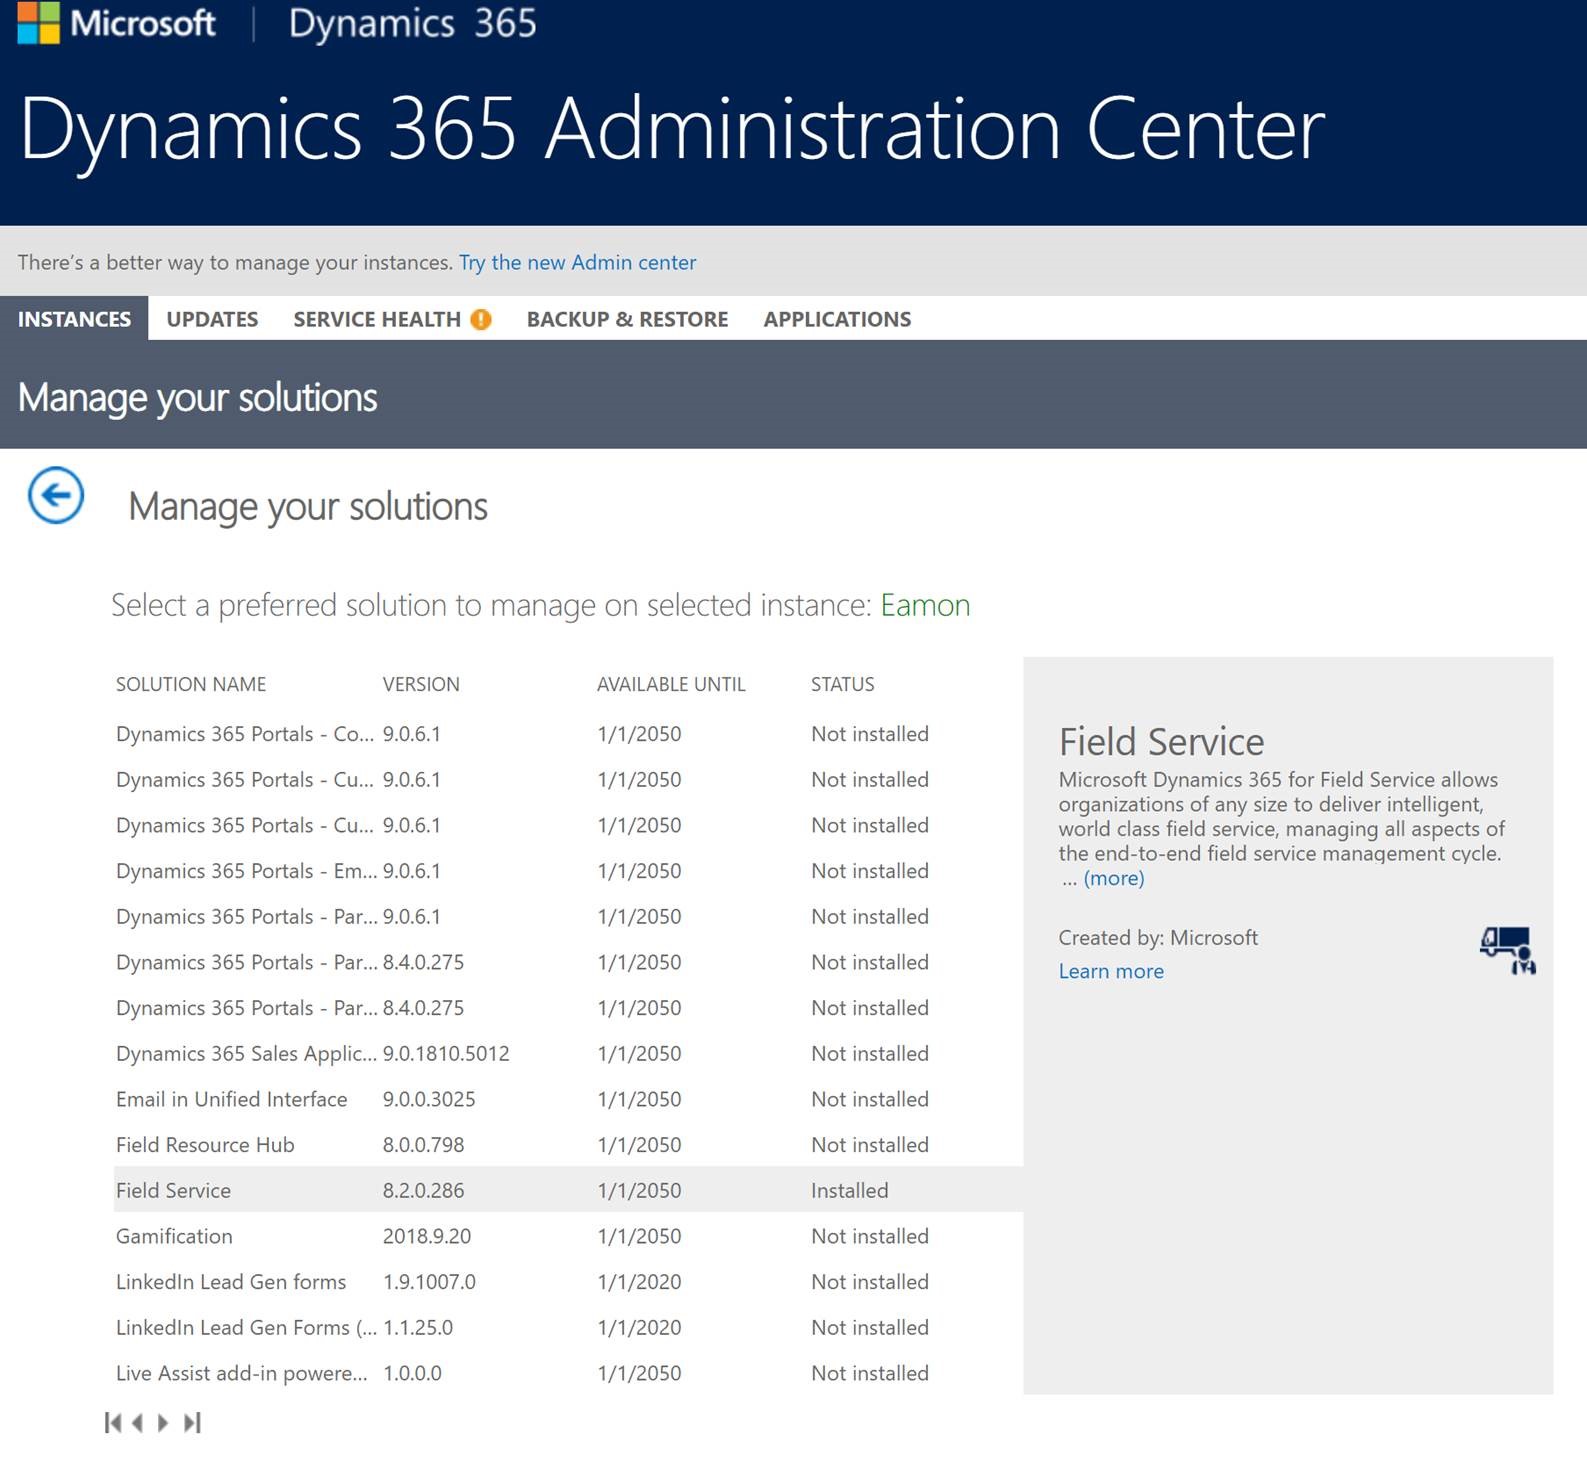 Microsoft | Dynamics 365
Dynamics 365 Administration Center
There's a better way to manage your instances. Try the new Admin center
INSTANCES UPDATES SERVICE HEALTH BACKUP & RESTORE APPLICATIONS
Manage your solutions
Manage your solutions
Select a preferred solution to manage on selected instance: Eamon
SOLUTION NAME VERSION AVAILABLE UNTIL STATUS
Dynamics 365 Portals - Co... 9.0.6.1 1/1/2050 Not installed
Dynamics 365 Portals - Cu... 9.0.6.1 1/1/2050 Not installed
Dynamics 365 Portals - Cu... 9.0.6.1 1/1/2050 Not installed
Dynamics 365 Portals - Em... 9.0.6.1 1/1/2050 Not installed
Dynamics 365 Portals - Par... 9.0.6.1 1/1/2050 Not installed
Dynamics 365 Portals - Par... 8.4.0.275 1/1/2050 Not installed
Dynamics 365 Portals - Par... 8.4.0.275 1/1/2050 Not installed
Dynamics 365 Sales Applic... 9.0.1810.5012 1/1/2050 Not installed
Email in Unified Interface 9.0.0.3025 1/1/2050 Not installed
Field Resource Hub 8.0.0.798 1/1/2050 Not installed
Field Service 8.2.0.286 1/1/2050 Installed
Gamification 2018.9.20 1/1/2050 Not installed
LinkedIn Lead Gen forms 1.9.1007.0 1/1/2020 Not installed
LinkedIn Lead Gen Forms (... 1.1.25.0 1/1/2020 Not installed
Live Assist add-in powere... 1.0.0.0 1/1/2050 Not installed
Field Service
Microsoft Dynamics 365 for Field Service allows
organizations of any size to deliver intelligent,
world class field service, managing all aspects of
the end-to-end field service management cycle.
... (more)
Created by: Microsoft
Learn more